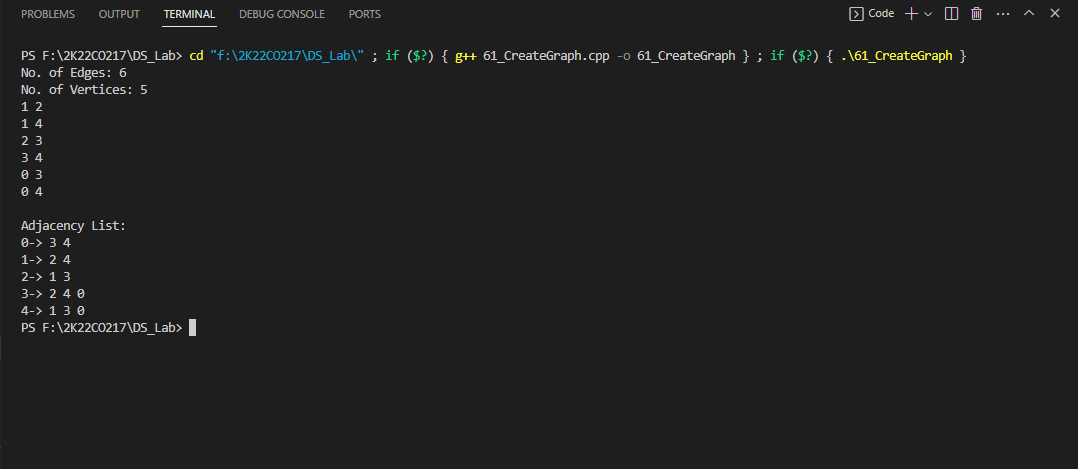 PROBLEMS OUTPUT TERMINAL DEBUG CONSOLE PORTS Code
PS F:\2K22CO217\DS_Lab> cd "f:\2K22CO217\DS_Lab\" ; if ($?) { g++ 61_CreateGraph.cpp -o 61_CreateGraph } ; if ($?) { .\61_CreateGraph }
No. of Edges: 6
No. of Vertices: 5
1 2
1 4
2 3
3 4
0 3
0 4
Adjacency List:
0-> 3 4
1-> 2 4
2-> 1 3
3-> 2 4 0
4-> 1 3 0
PS F:\2K22CO217\DS_Lab>